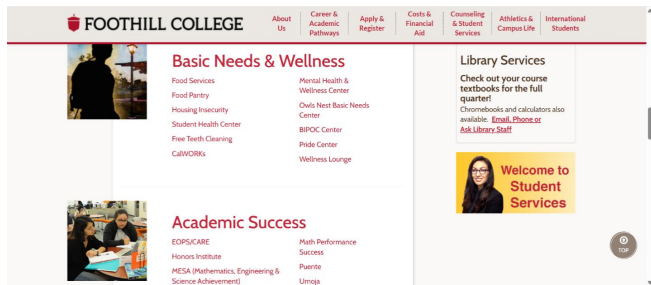 FOOTHILL COLLEGE
About
Us
Career &
Academic
Pathways
Apply &
Register
Costs &
Financial
Aid
Counseling
& Student
Services
Athletics &
Campus Life
International
Students
Basic Needs & Wellness
Food Services
Food Pantry
Housing Insecurity
Student Health Center
Free Teeth Cleaning
CalWORKs
Mental Health &
Wellness Center
Owls Nest Basic Needs
Center
BIPOC Center
Pride Center
Wellness Lounge
Academic Success
EOPS/CARE
Honors Institute
MESA (Mathematics, Engineering &
Science Achievement)
Math Performance
Success
Puente
Umoja
Library Services
Check out your course
textbooks for the full
quarter!
Chromebooks and calculators also
available. Email, Phone or
Ask Library Staff
Welcome to
Student
Services
TOP